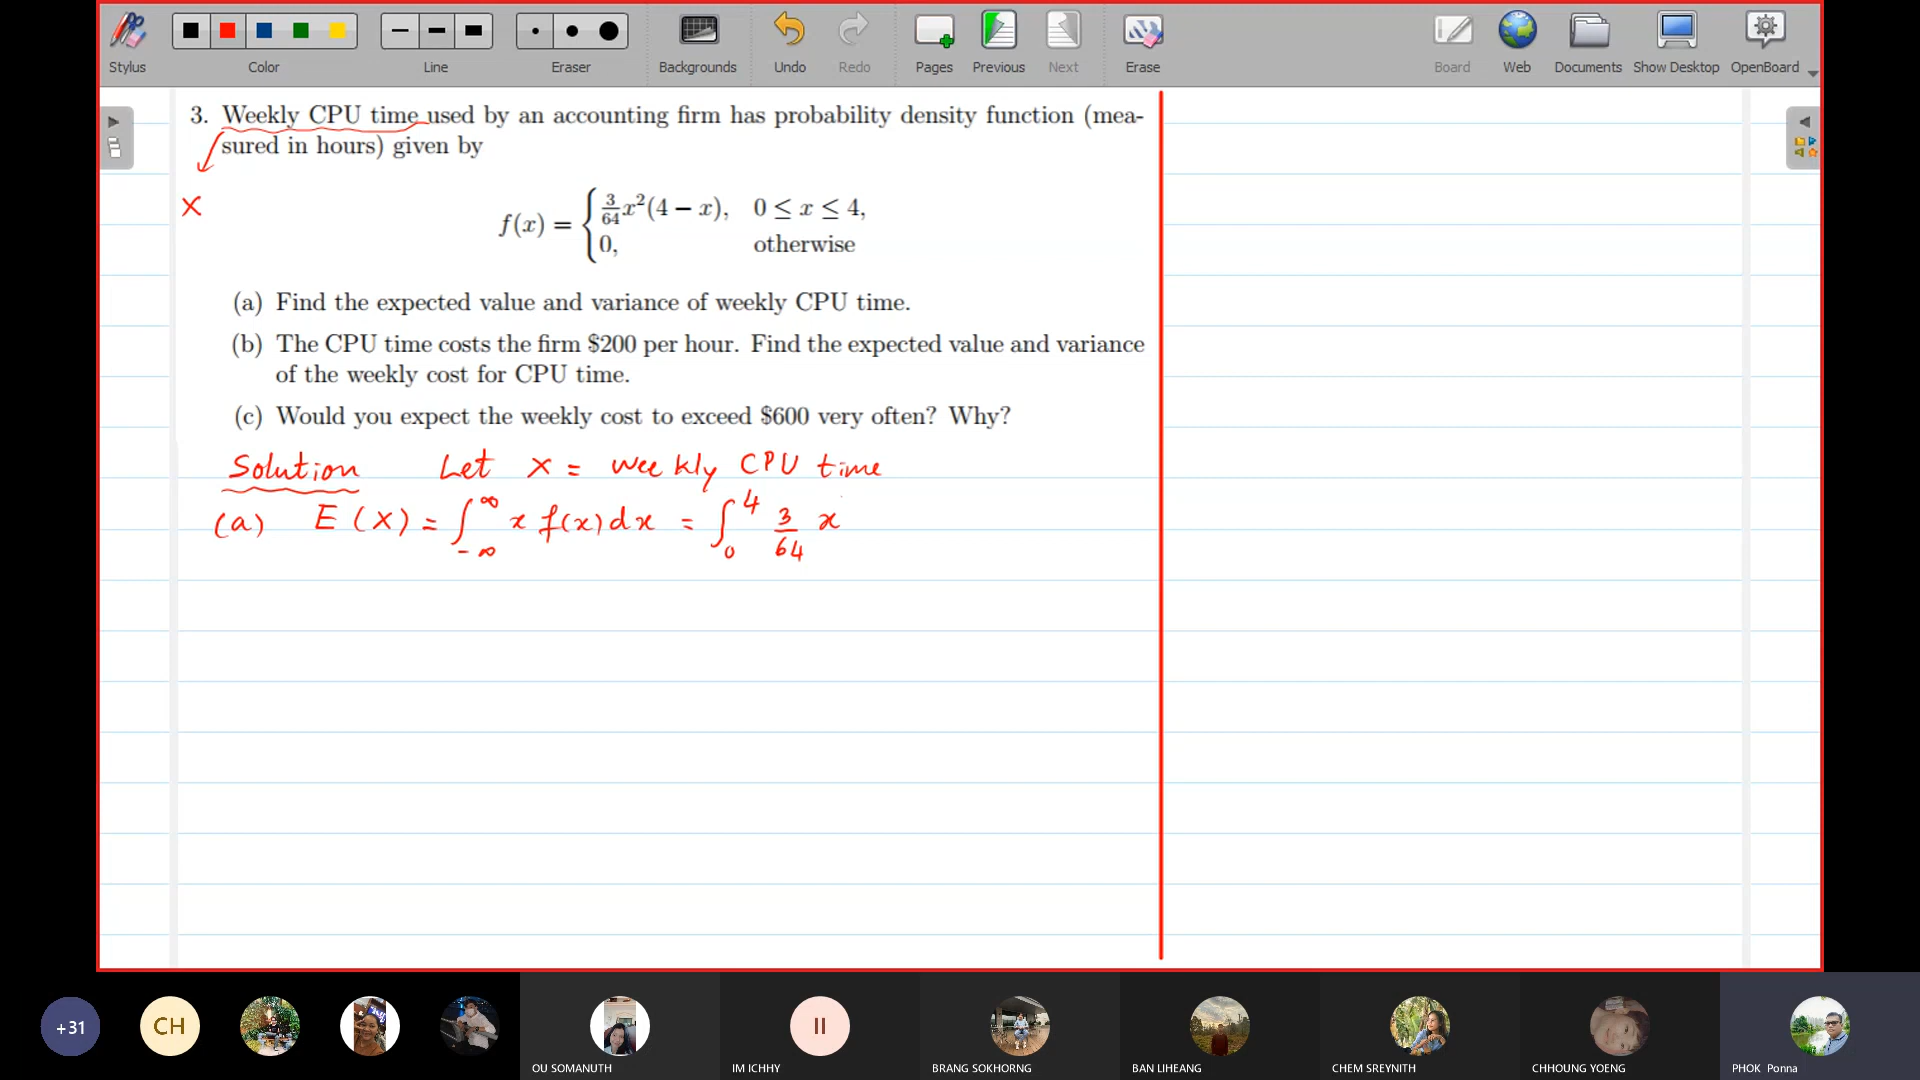 Stylus Color Line Eraser Backgrounds Undo Redo Pages Previous Next Erase Board Web Documents Show Desktop OpenBoard
3. Weekly CPU time used by an accounting firm has probability density function (mea-
sured in hours) given by
X
f(x) = { 3/64 x²(4 − x), 0 ≤ x ≤ 4,
0, otherwise
(a) Find the expected value and variance of weekly CPU time.
(b) The CPU time costs the firm $200 per hour. Find the expected value and variance
of the weekly cost for CPU time.
(c) Would you expect the weekly cost to exceed $600 very often? Why?
Solution Let X = weekly CPU time
(a) E(X) = ∫_{-∞}^{∞} x f(x) dx = ∫_0^4 3/64 x
+31 CH II
OU SOMANUTH IM ICHHY BRANG SOKHORNG BAN LIHEANG CHEM SREYNITH CHHOUNG YOENG PHOK Ponna